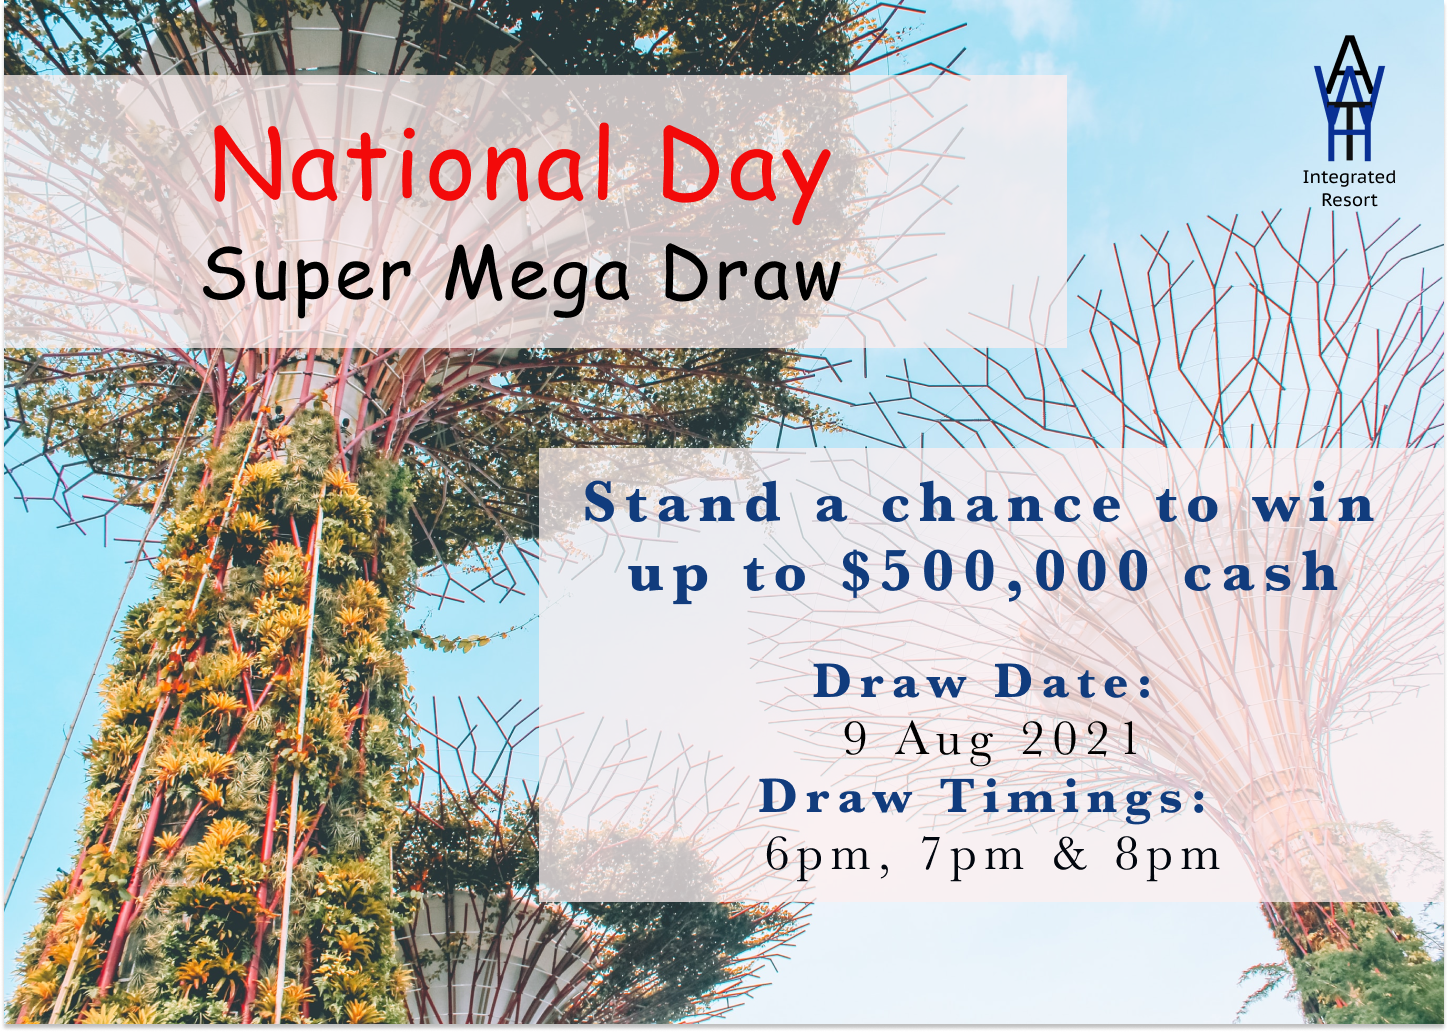 National Day
Super Mega Draw
Integrated
Resort
Stand a chance to win
up to $500,000 cash
Draw Date:
9 Aug 2021
Draw Timings:
6pm, 7pm & 8pm